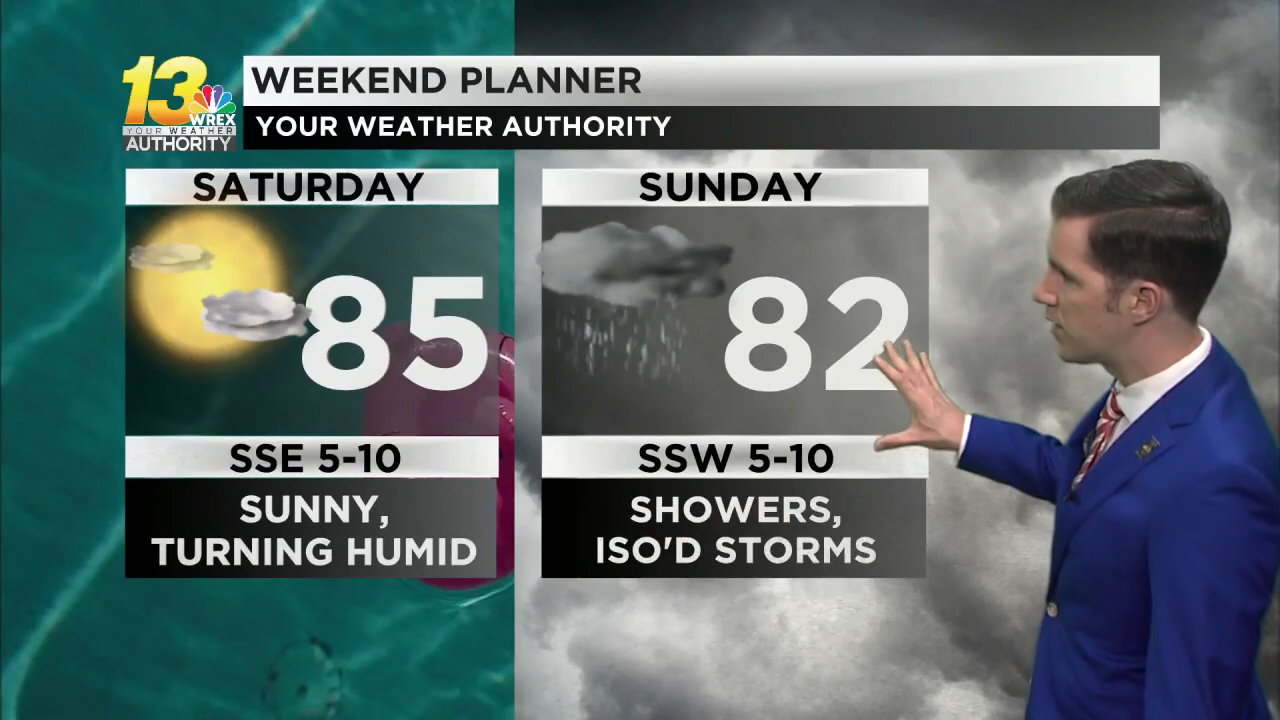 13
WREX
YOUR WEATHER
AUTHORITY
WEEKEND PLANNER
YOUR WEATHER AUTHORITY
SATURDAY
85
SSE 5-10
SUNNY,
TURNING HUMID
SUNDAY
82
SSW 5-10
SHOWERS,
ISO'D STORMS